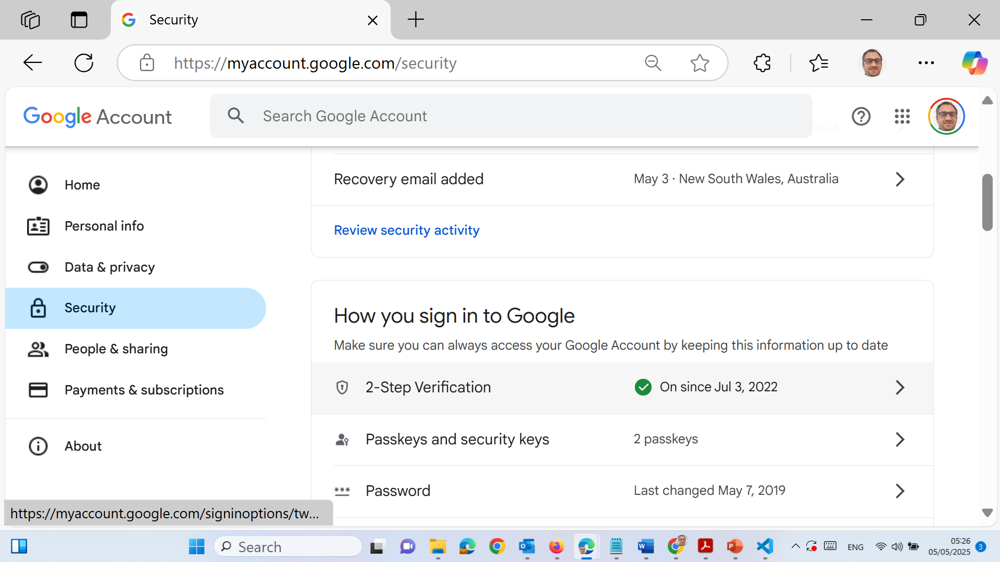 Security
https://myaccount.google.com/security
Google Account
Search Google Account
Home
Personal info
Data & privacy
Security
People & sharing
Payments & subscriptions
About
ralia
Recovery email added
May 3 · New South Wales, Australia
Review security activity
How you sign in to Google
Make sure you can always access your Google Account by keeping this information up to date
2-Step Verification
On since Jul 3, 2022
Passkeys and security keys
2 passkeys
Password
Last changed May 7, 2019
https://myaccount.google.com/signinoptions/tw...
Search
ENG
05:26
05/05/2025
3